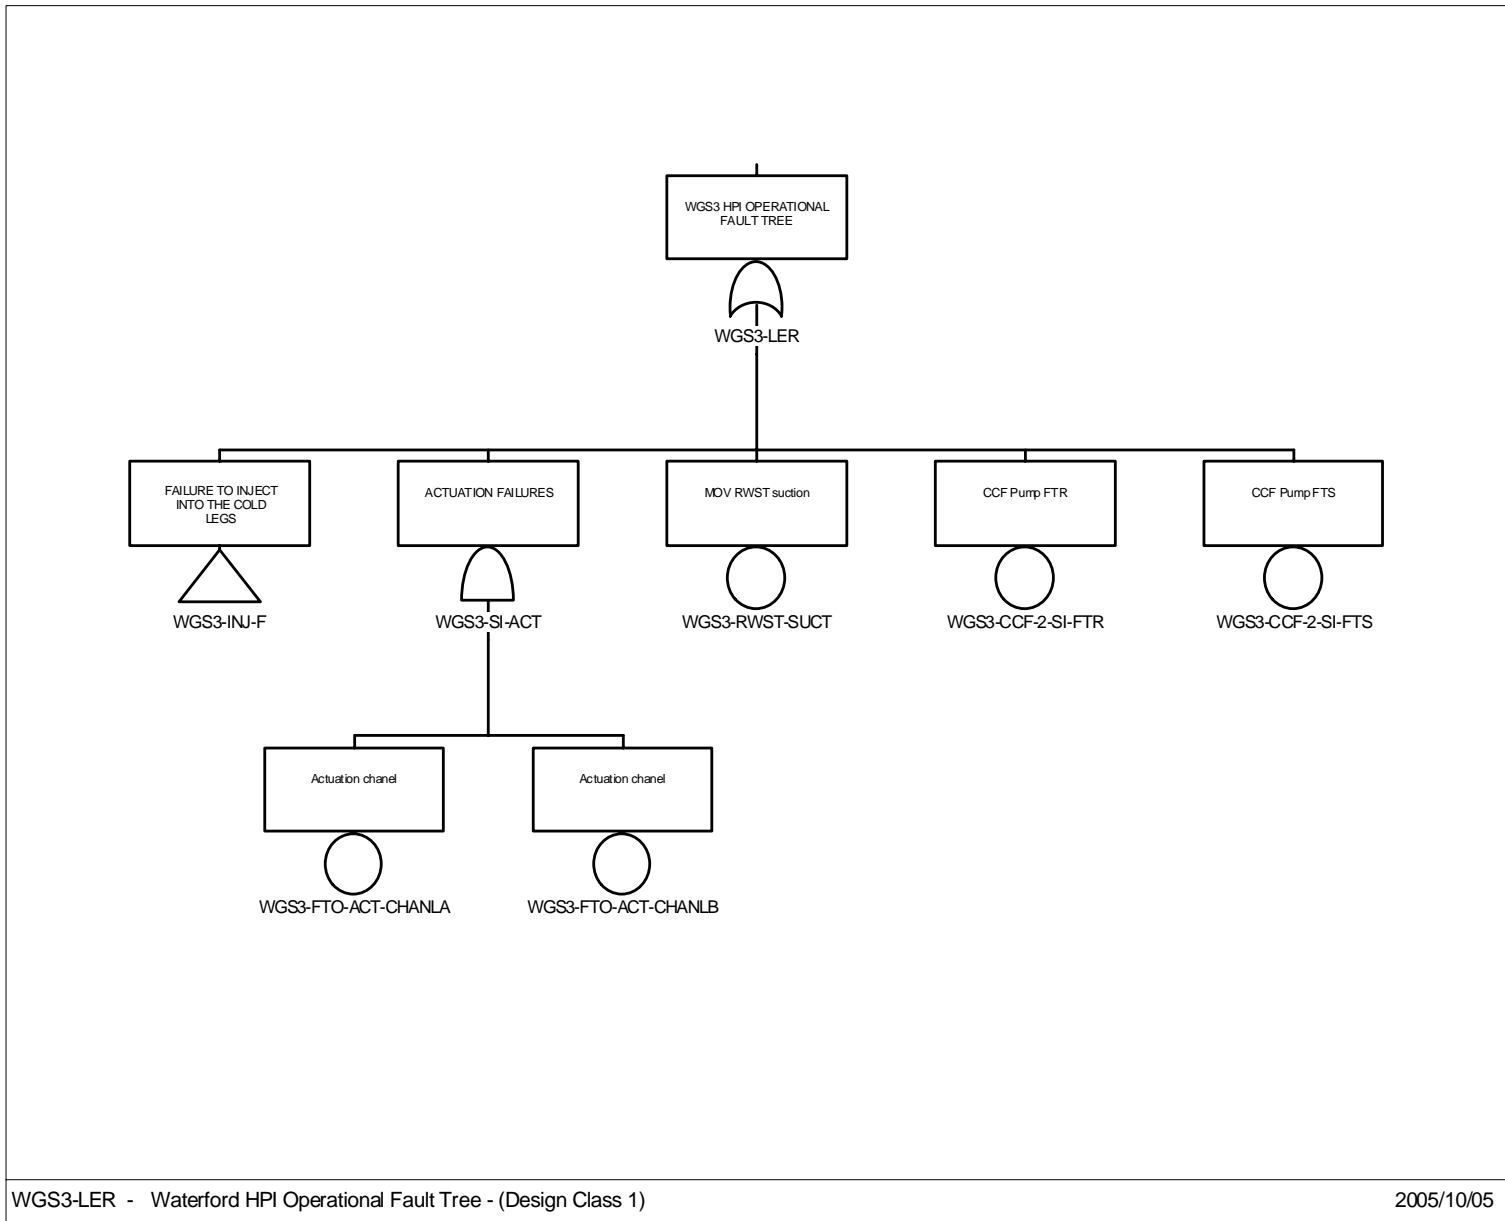 WGS3 HPI OPERATIONAL
FAULT TREE
WGS3-LER
FAILURE TO INJECT
INTO THE COLD
LEGS
WGS3-INJ-F
ACTUATION FAILURES
WGS3-SI-ACT
MOV RWST suction
WGS3-RWST-SUCT
CCF Pump FTR
WGS3-CCF-2-SI-FTR
CCF Pump FTS
WGS3-CCF-2-SI-FTS
Actuation chanel
WGS3-FTO-ACT-CHANLA
Actuation chanel
WGS3-FTO-ACT-CHANLB
WGS3-LER - Waterford HPI Operational Fault Tree - (Design Class 1)
2005/10/05